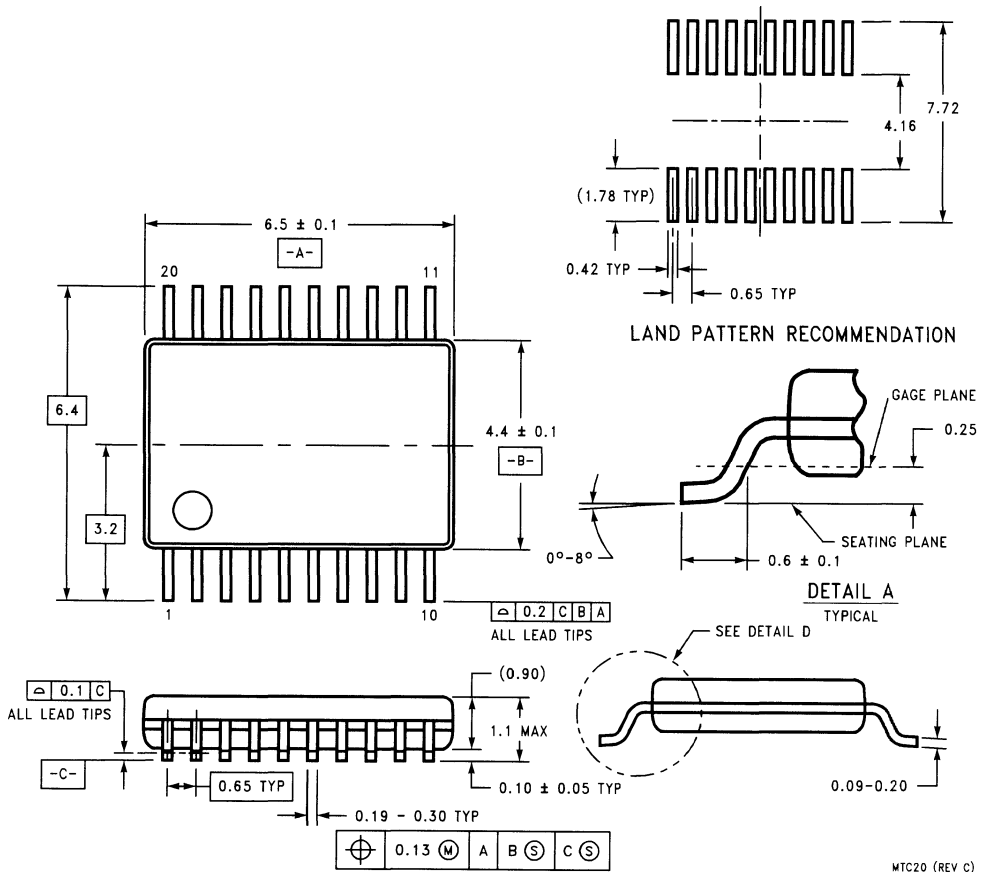 7.72
4.16
(1.78 TYP)
0.42 TYP
0.65 TYP
LAND PATTERN RECOMMENDATION
6.5 ± 0.1
-A-
20
11
6.4
3.2
4.4 ± 0.1
-B-
1
10
⌓ 0.2 C B A
ALL LEAD TIPS
GAGE PLANE
0.25
SEATING PLANE
0°-8°
0.6 ± 0.1
DETAIL A
TYPICAL
SEE DETAIL D
0.09-0.20
⌓ 0.1 C
ALL LEAD TIPS
(0.90)
1.1 MAX
-C-
0.65 TYP
0.10 ± 0.05 TYP
0.19 - 0.30 TYP
⌖ 0.13 Ⓜ A B Ⓢ C Ⓢ
MTC20 (REV C)